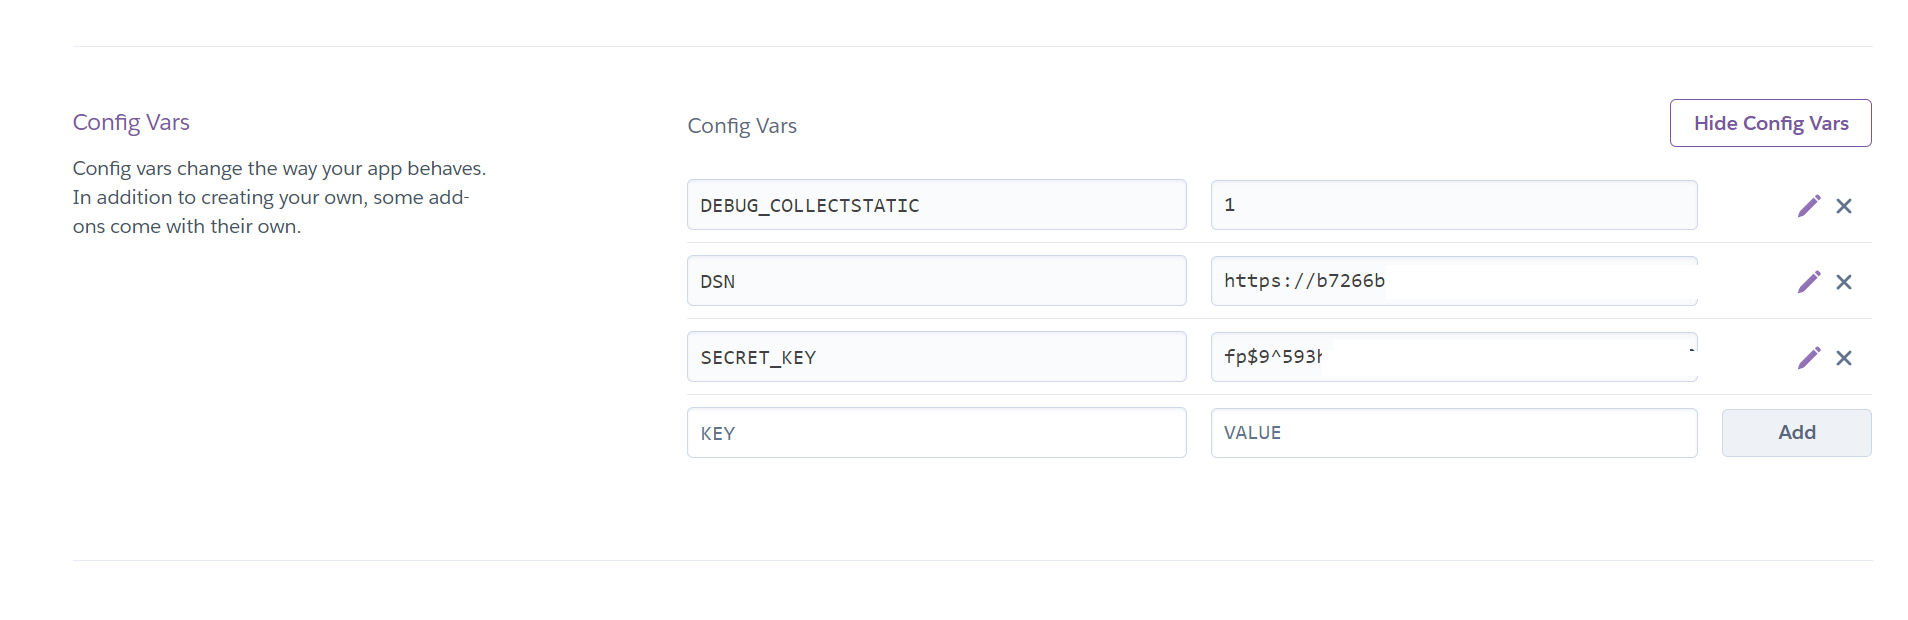 Config Vars
Config vars change the way your app behaves.
In addition to creating your own, some add-
ons come with their own.
Config Vars
Hide Config Vars
DEBUG_COLLECTSTATIC 1
DSN https://b7266b
SECRET_KEY fp$9^593
KEY VALUE Add